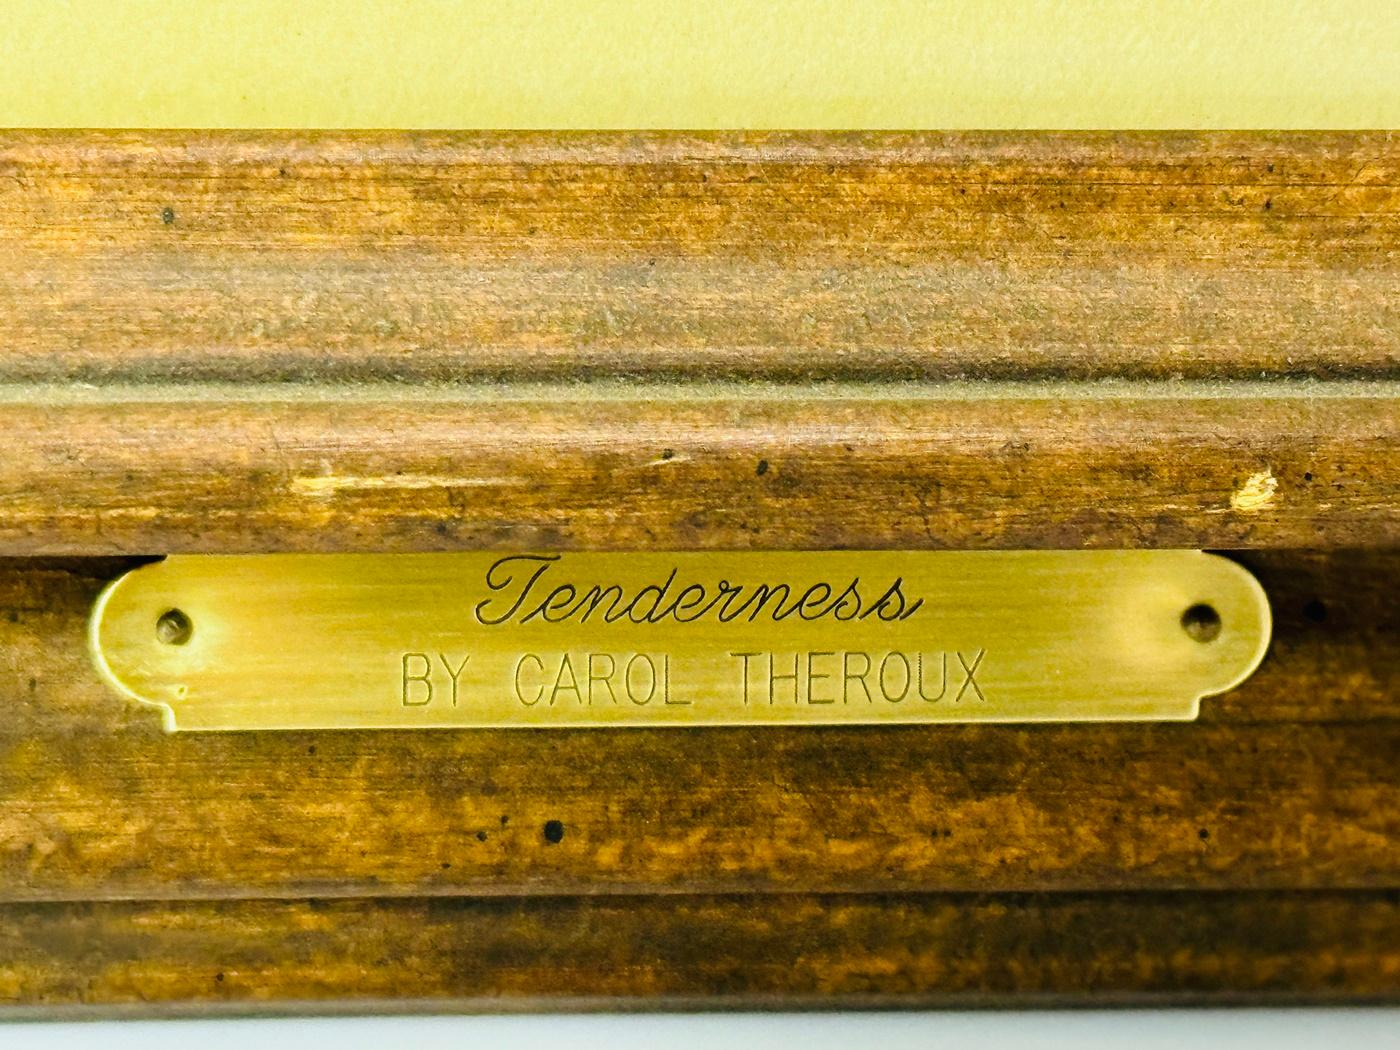 Tenderness
BY CAROL THEROUX